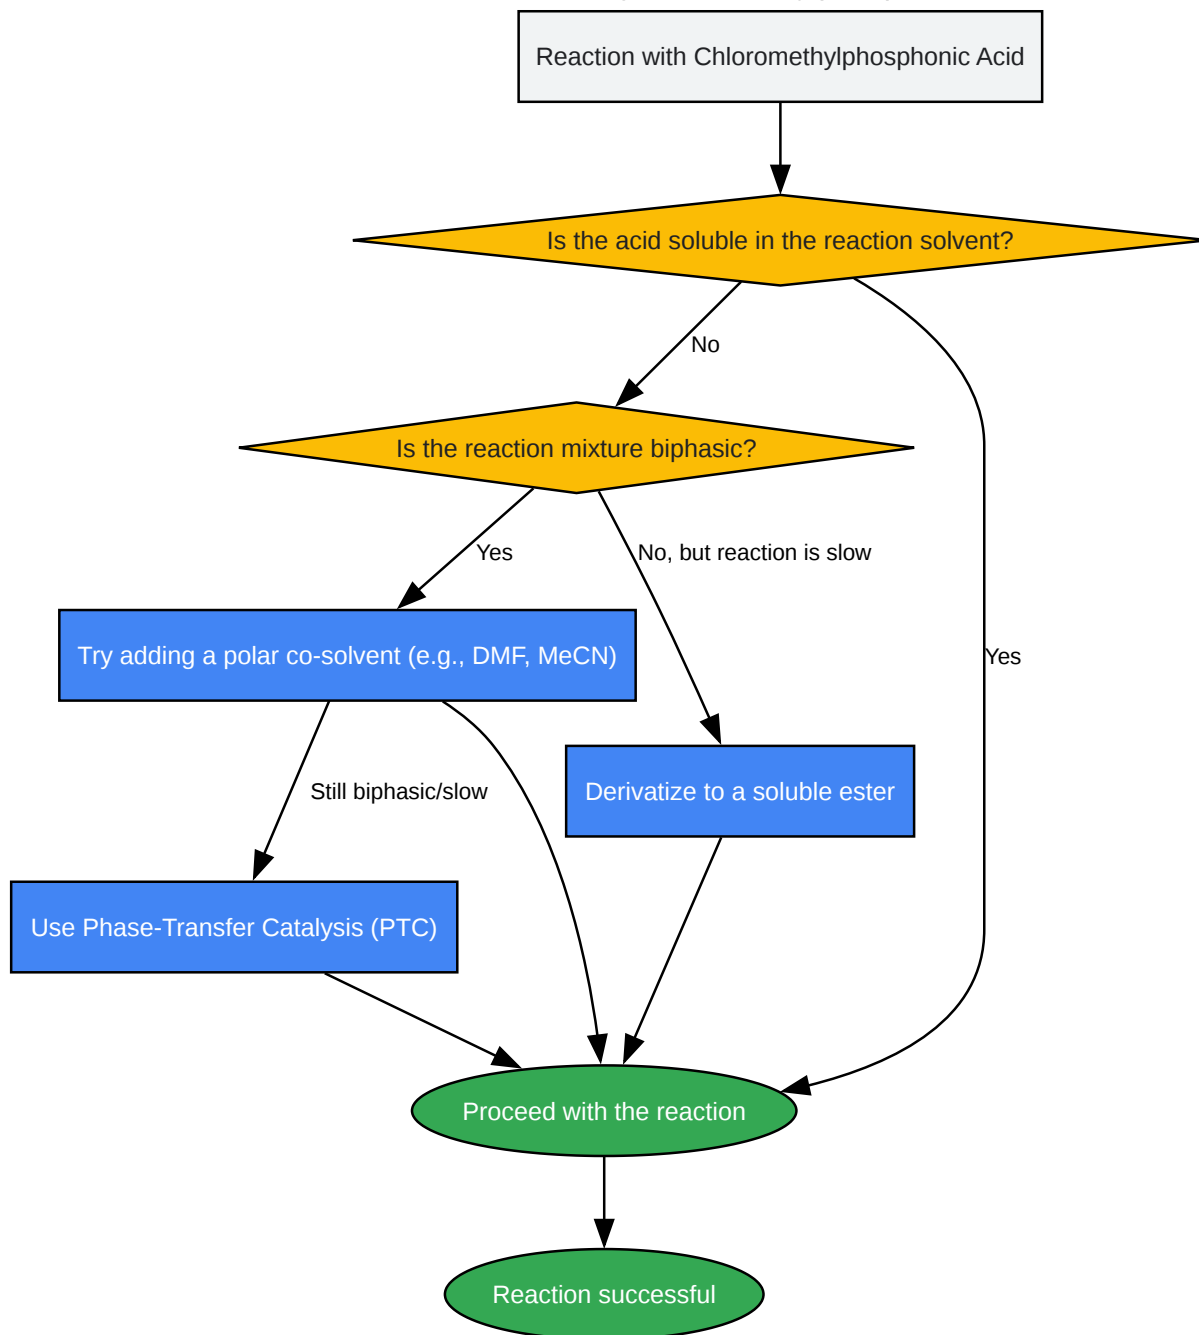 Reaction with Chloromethylphosphonic Acid
Is the acid soluble in the reaction solvent?
No
Is the reaction mixture biphasic?
Yes
No, but reaction is slow
Try adding a polar co-solvent (e.g., DMF, MeCN)
Yes
Still biphasic/slow
Derivatize to a soluble ester
Use Phase-Transfer Catalysis (PTC)
Proceed with the reaction
Reaction successful